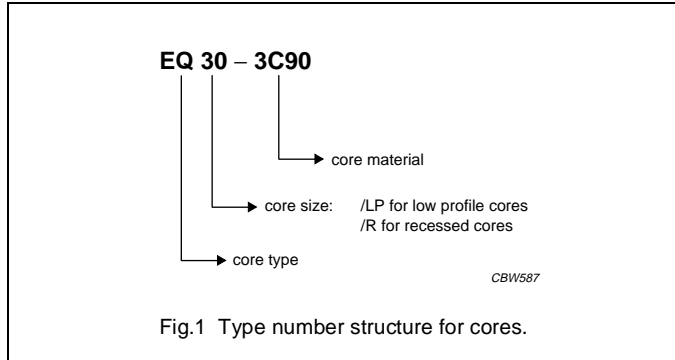 EQ 30 – 3C90
core material
core size: /LP for low profile cores
/R for recessed cores
core type
CBW587
Fig.1 Type number structure for cores.